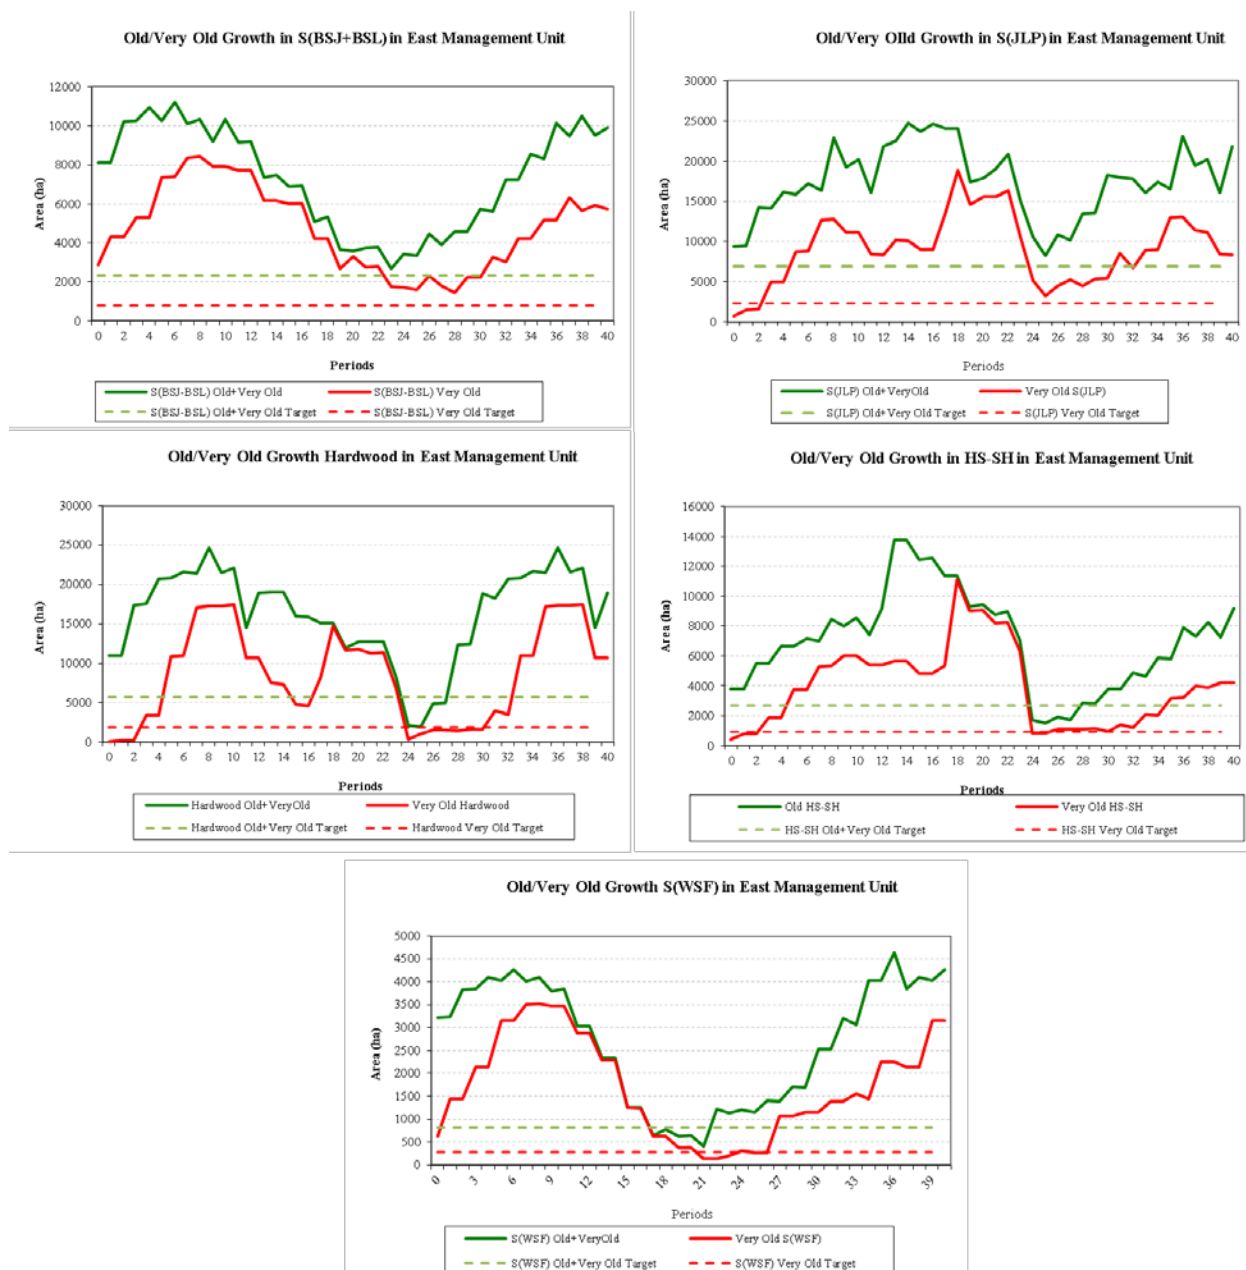 Old/Very Old Growth in S(BSJ+BSL) in East Management Unit
12000
10000
8000
6000
4000
2000
0
Area (ha)
0 2 4 6 8 10 12 14 16 18 20 22 24 26 28 30 32 34 36 38 40
Periods
S(BSJ-BSL) Old+Very Old S(BSJ-BSL) Very Old
S(BSJ-BSL) Old+Very Old Target S(BSJ-BSL) Very Old Target
Old/Very OIld Growth in S(JLP) in East Management Unit
30000
25000
20000
15000
10000
5000
0
Area (ha)
0 2 4 6 8 10 12 14 16 18 20 22 24 26 28 30 32 34 36 38 40
Periods
S(JLP) Old+VeryOld Very Old S(JLP)
S(JLP) Old+Very Old Target S(JLP) Very Old Target
Old/Very Old Growth Hardwood in East Management Unit
30000
25000
20000
15000
10000
5000
0
Area (ha)
0 2 4 6 8 10 12 14 16 18 20 22 24 26 28 30 32 34 36 38 40
Periods
Hardwood Old+VeryOld Very Old Hardwood
Hardwood Old+Very Old Target Hardwood Very Old Target
Old/Very Old Growth in HS-SH in East Management Unit
16000
14000
12000
10000
8000
6000
4000
2000
0
Area (ha)
0 2 4 6 8 10 12 14 16 18 20 22 24 26 28 30 32 34 36 38 40
Periods
Old HS-SH Very Old HS-SH
HS-SH Old+Very Old Target HS-SH Very Old Target
Old/Very Old Growth S(WSF) in East Management Unit
5000
4500
4000
3500
3000
2500
2000
1500
1000
500
0
Area (ha)
0 3 6 9 12 15 18 21 24 27 30 33 36 39
Periods
S(WSF) Old+VeryOld Very Old S(WSF)
S(WSF) Old+Very Old Target S(WSF) Very Old Target